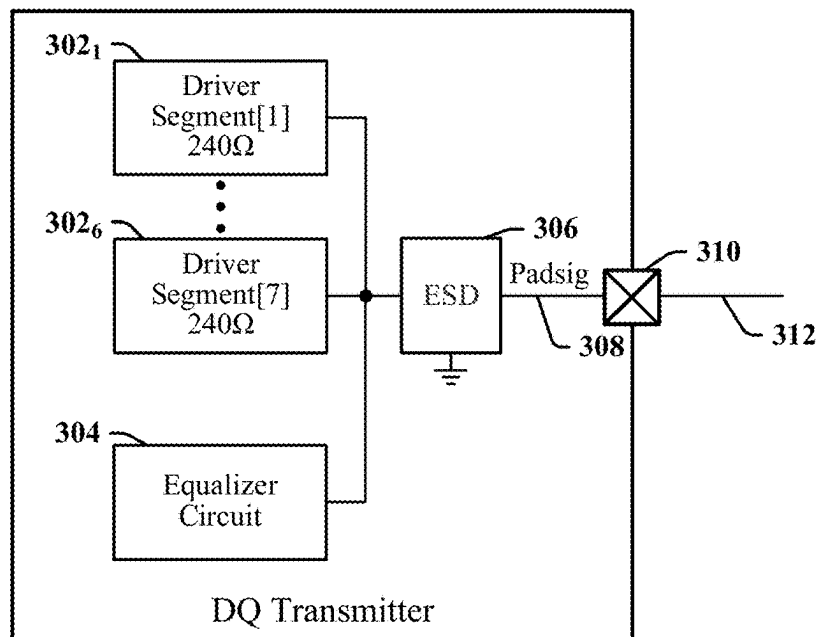 302₁
Driver
Segment[1]
240Ω
302₆
Driver
Segment[7]
240Ω
306
ESD
Padsig
310
308
312
304
Equalizer
Circuit
DQ Transmitter